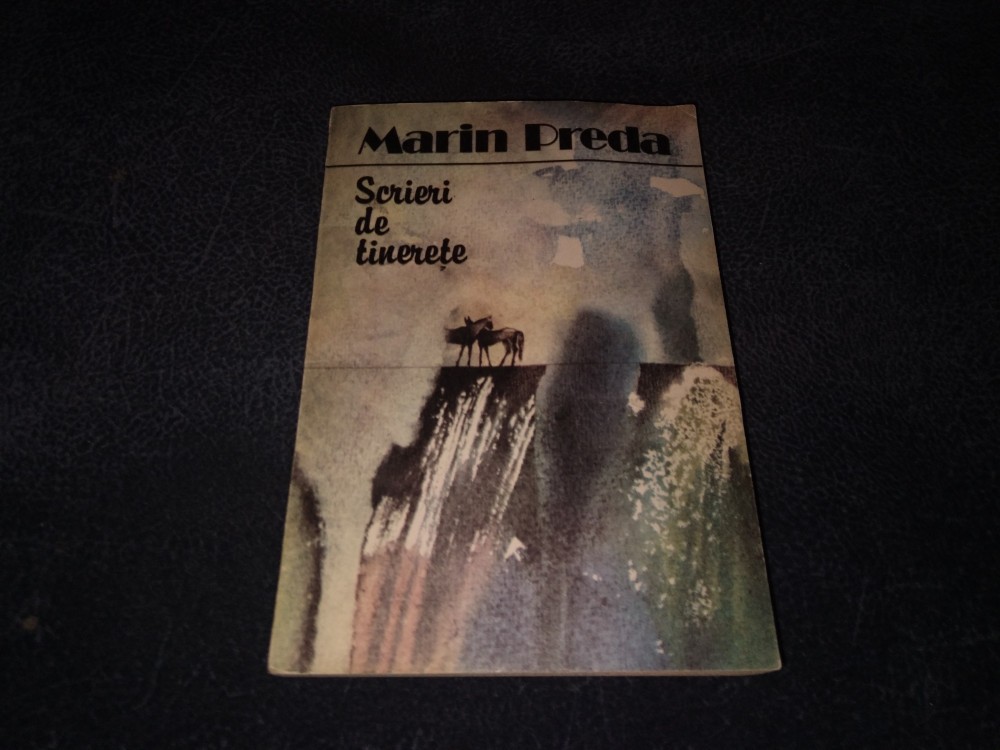 Marin Preda
Scrieri
de
tinerețe